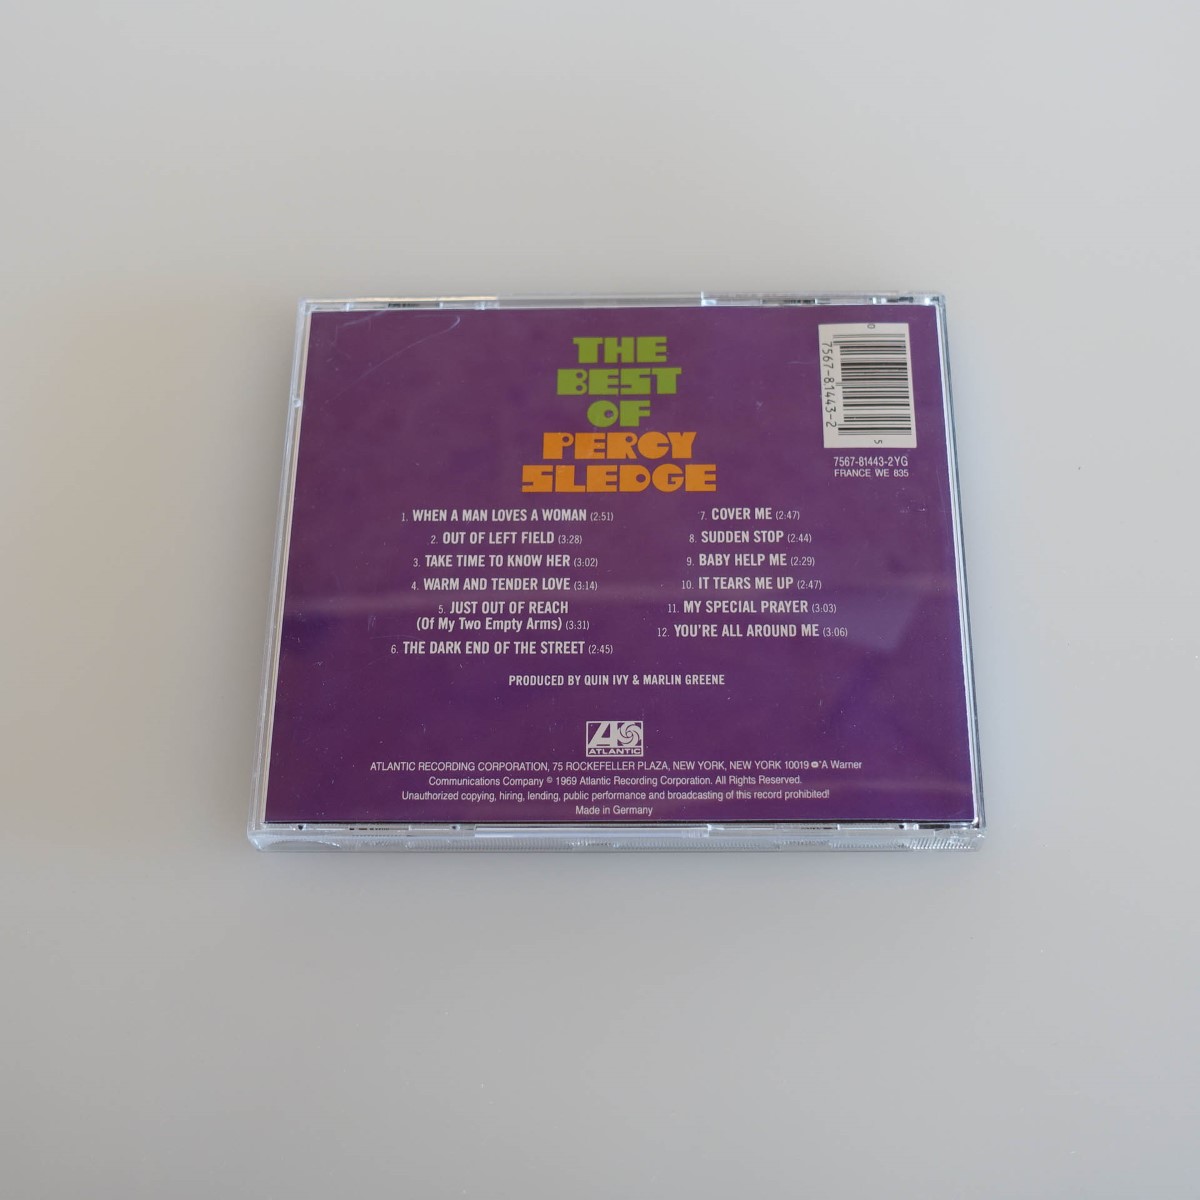 THE
BEST
OF
PERCY
SLEDGE
0
7567-81443-2
5
7567-81443-2YG
FRANCE WE 835
1. WHEN A MAN LOVES A WOMAN (2:51)
2. OUT OF LEFT FIELD (3:28)
3. TAKE TIME TO KNOW HER (3:02)
4. WARM AND TENDER LOVE (3:14)
5. JUST OUT OF REACH
(Of My Two Empty Arms) (3:31)
6. THE DARK END OF THE STREET (2:45)
7. COVER ME (2:47)
8. SUDDEN STOP (2:44)
9. BABY HELP ME (2:29)
10. IT TEARS ME UP (2:47)
11. MY SPECIAL PRAYER (3:03)
12. YOU'RE ALL AROUND ME (3:06)
PRODUCED BY QUIN IVY & MARLIN GREENE
ATLANTIC
ATLANTIC RECORDING CORPORATION, 75 ROCKEFELLER PLAZA, NEW YORK, NEW YORK 10019 A Warner
Communications Company ℗ 1969 Atlantic Recording Corporation. All Rights Reserved.
Unauthorized copying, hiring, lending, public performance and broadcasting of this record prohibited!
Made in Germany